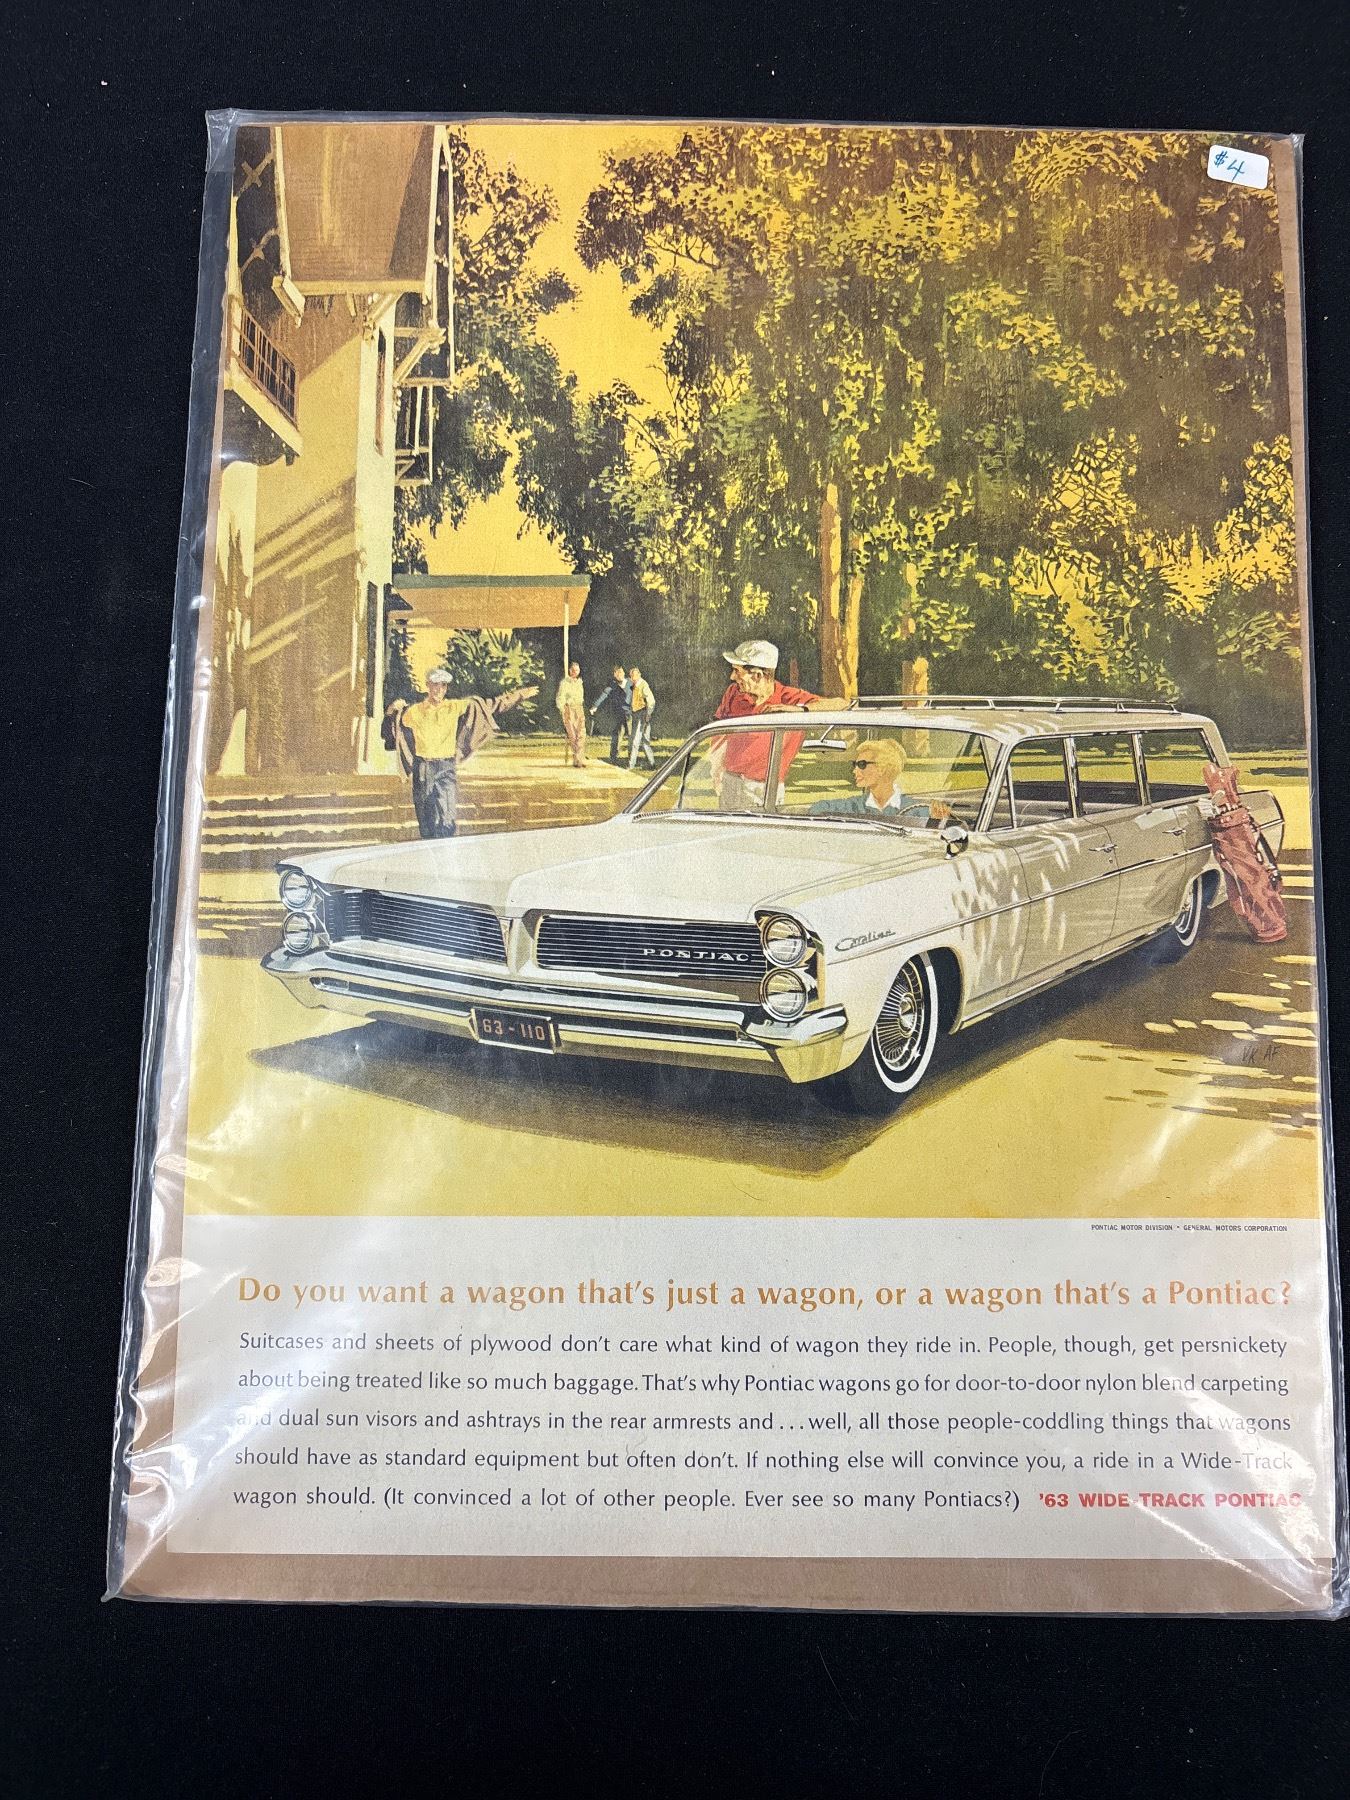 $4
PONTIAC
Catalina
63-110
VK AF
PONTIAC MOTOR DIVISION • GENERAL MOTORS CORPORATION
Do you want a wagon that's just a wagon, or a wagon that's a Pontiac?
Suitcases and sheets of plywood don't care what kind of wagon they ride in. People, though, get persnickety
about being treated like so much baggage. That's why Pontiac wagons go for door-to-door nylon blend carpeting
and dual sun visors and ashtrays in the rear armrests and...well, all those people-coddling things that wagons
should have as standard equipment but often don't. If nothing else will convince you, a ride in a Wide-Track
wagon should. (It convinced a lot of other people. Ever see so many Pontiacs?) '63 WIDE-TRACK PONTIAC